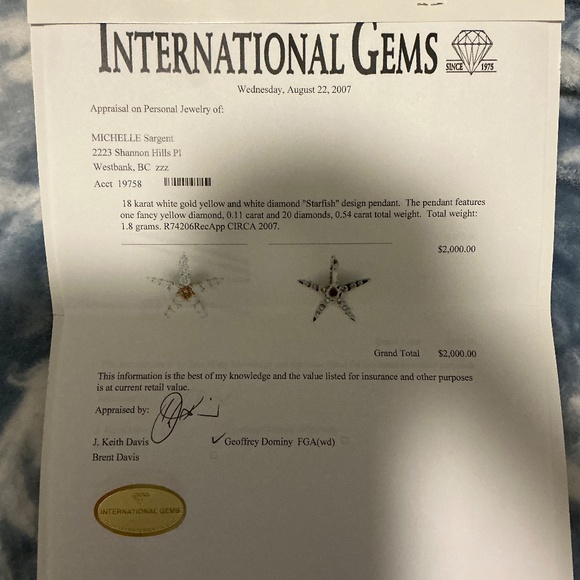 INTERNATIONAL GEMS
SINCE 1975
Wednesday, August 22, 2007
Appraisal on Personal Jewelry of:
MICHELLE Sargent
2223 Shannon Hills Pl
Westbank, BC zzz
Acct 19758
18 karat white gold yellow and white diamond "Starfish" design pendant. The pendant features
one fancy yellow diamond, 0.11 carat and 20 diamonds, 0.54 carat total weight. Total weight:
1.8 grams. R74206RecApp CIRCA 2007.
$2,000.00
Grand Total $2,000.00
This information is the best of my knowledge and the value listed for insurance and other purposes
is at current retail value.
Appraised by:
J. Keith Davis Geoffrey Dominy FGA(wd)
Brent Davis
INTERNATIONAL GEMS